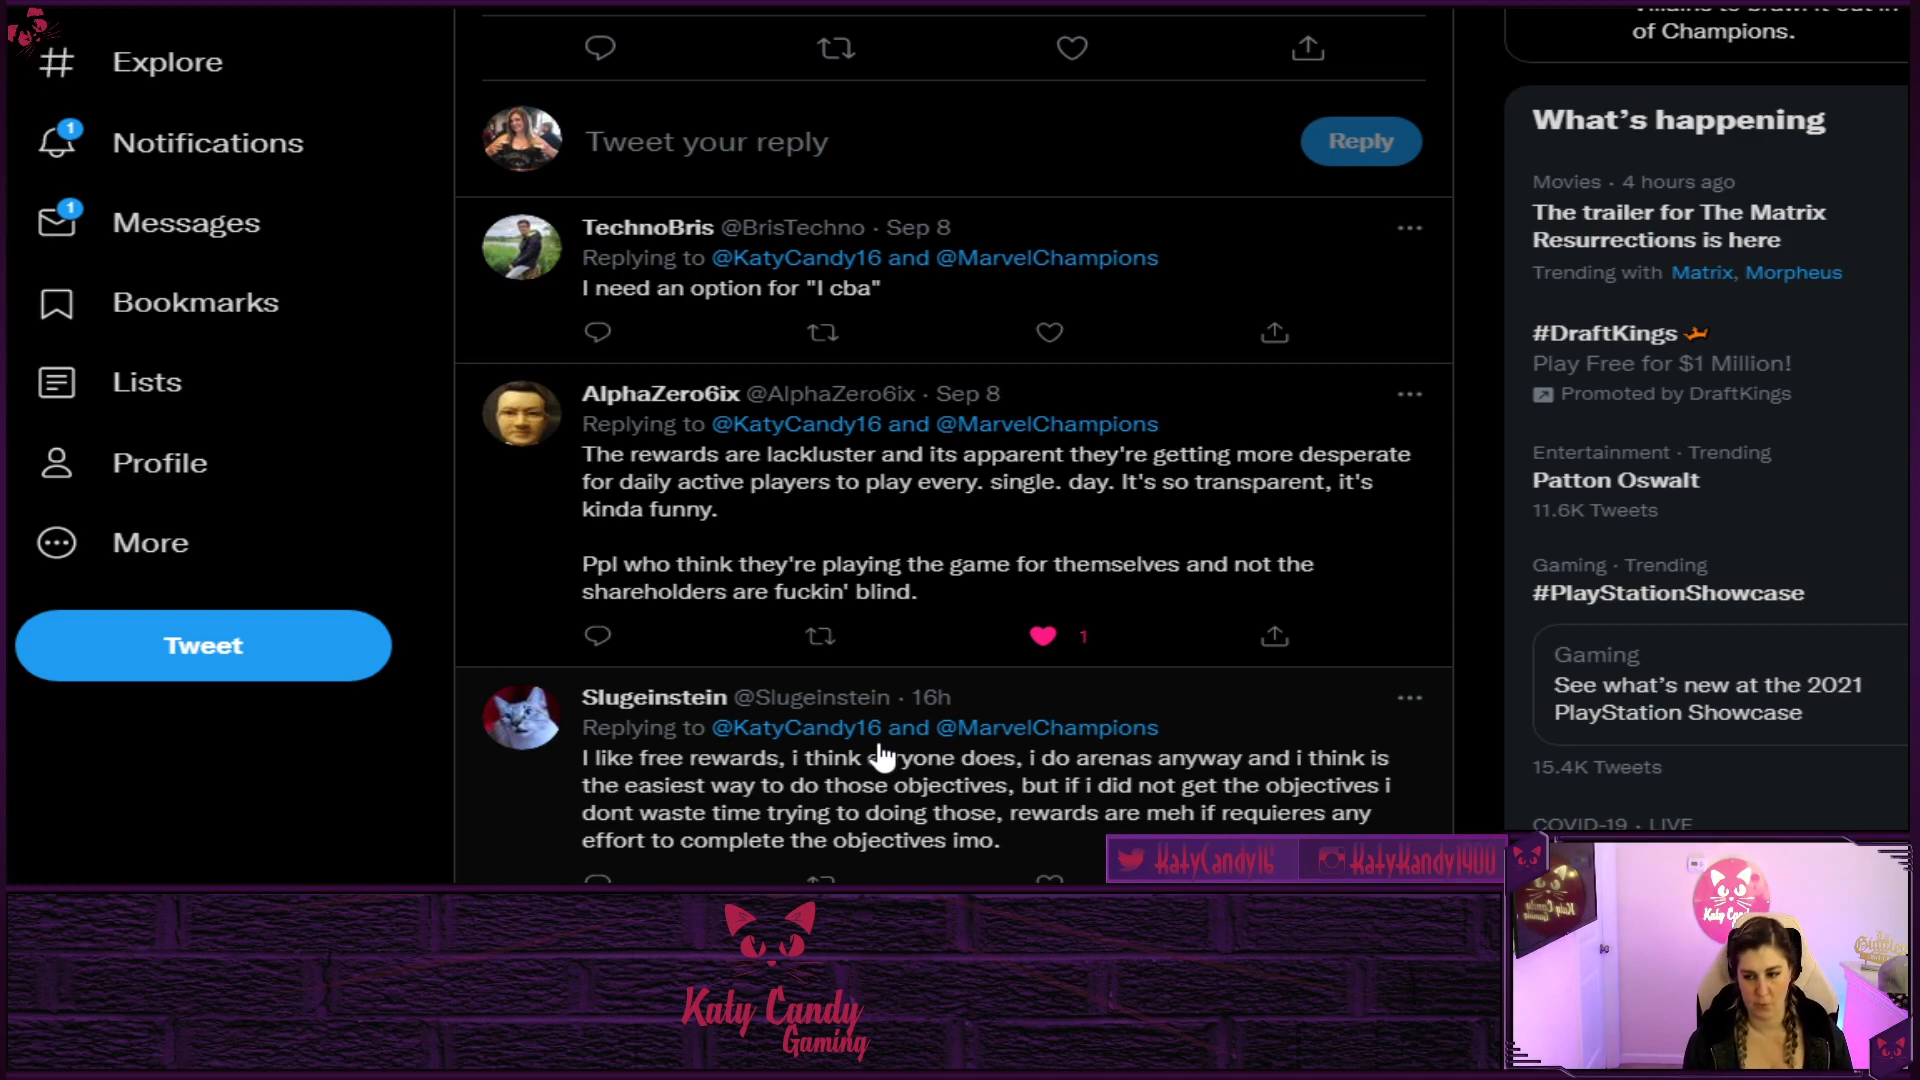 Explore
1
Notifications
1
Messages
Bookmarks
Lists
Profile
More
Tweet
Tweet your reply
Reply
TechnoBris @BrisTechno · Sep 8
Replying to @KatyCandy16 and @MarvelChampions
I need an option for "I cba"
AlphaZero6ix @AlphaZero6ix · Sep 8
Replying to @KatyCandy16 and @MarvelChampions
The rewards are lackluster and its apparent they're getting more desperate
for daily active players to play every. single. day. It's so transparent, it's
kinda funny.
Ppl who think they're playing the game for themselves and not the
shareholders are fuckin' blind.
1
Slugeinstein @Slugeinstein · 16h
Replying to @KatyCandy16 and @MarvelChampions
I like free rewards, i think everyone does, i do arenas anyway and i think is
the easiest way to do those objectives, but if i did not get the objectives i
dont waste time trying to doing those, rewards are meh if requieres any
effort to complete the objectives imo.
of Champions.
What's happening
Movies · 4 hours ago
The trailer for The Matrix
Resurrections is here
Trending with Matrix, Morpheus
#DraftKings
Play Free for $1 Million!
Promoted by DraftKings
Entertainment · Trending
Patton Oswalt
11.6K Tweets
Gaming · Trending
#PlayStationShowcase
Gaming
See what's new at the 2021
PlayStation Showcase
15.4K Tweets
COVID-19 · LIVE
KatyCandy16
KatyKandy1900
Katy Candy
Gaming